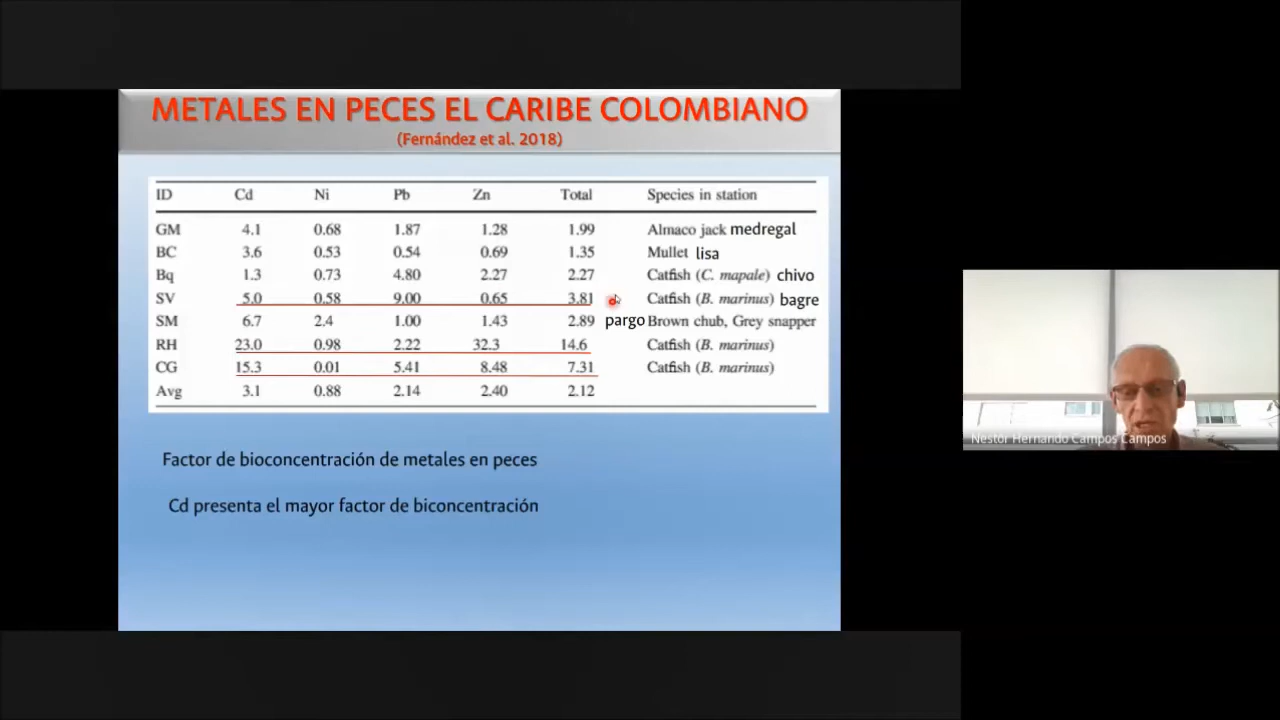 METALES EN PECES EL CARIBE COLOMBIANO
(Fernández et al. 2018)
ID Cd Ni Pb Zn Total Species in station
GM 4.1 0.68 1.87 1.28 1.99 Almaco jack medregal
BC 3.6 0.53 0.54 0.69 1.35 Mullet lisa
Bq 1.3 0.73 4.80 2.27 2.27 Catfish (C. mapale) chivo
SV 5.0 0.58 9.00 0.65 3.81 Catfish (B. marinus) bagre
SM 6.7 2.4 1.00 1.43 2.89 pargo Brown chub, Grey snapper
RH 23.0 0.98 2.22 32.3 14.6 Catfish (B. marinus)
CG 15.3 0.01 5.41 8.48 7.31 Catfish (B. marinus)
Avg 3.1 0.88 2.14 2.40 2.12
Factor de bioconcentración de metales en peces
Cd presenta el mayor factor de biconcentración
Nestor Hernando Campos Campos